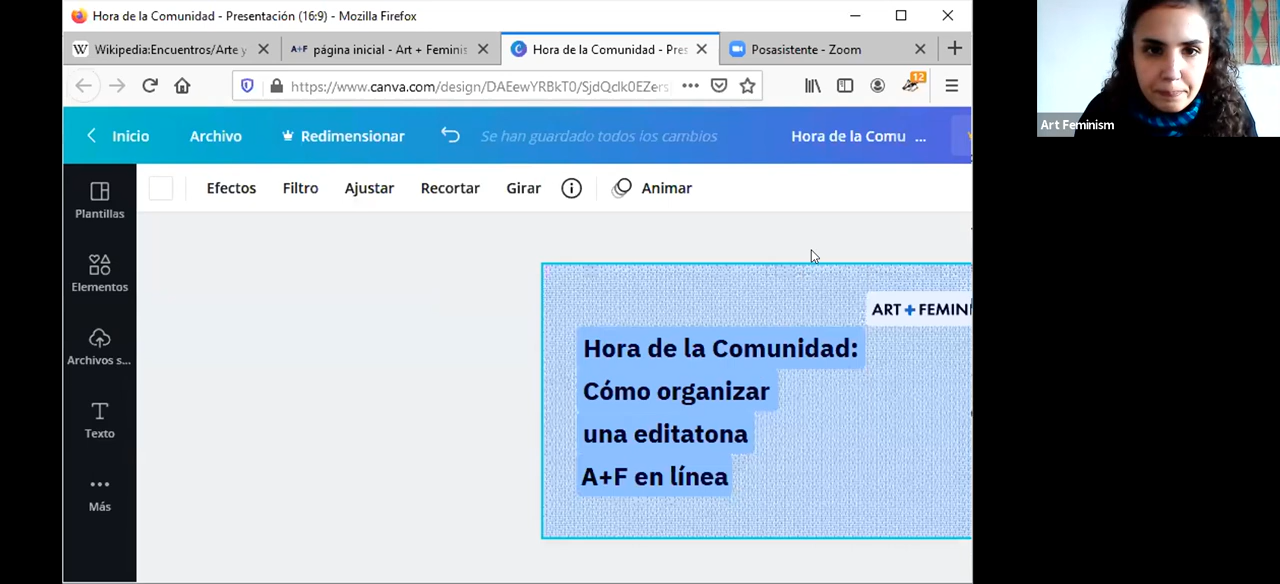 Hora de la Comunidad - Presentación (16:9) - Mozilla Firefox
Wikipedia:Encuentros/Arte y
A+F página inicial - Art + Feminis
Hora de la Comunidad - Pres
Posasistente - Zoom
https://www.canva.com/design/DAEewYRBkT0/SjdQclk0EZers
12
Inicio
Archivo
Redimensionar
Se han guardado todos los cambios
Hora de la Comu ...
Efectos
Filtro
Ajustar
Recortar
Girar
Animar
Plantillas
Elementos
Archivos s...
Texto
Más
ART+FEMINI
Hora de la Comunidad:
Cómo organizar
una editatona
A+F en línea
Art Feminism